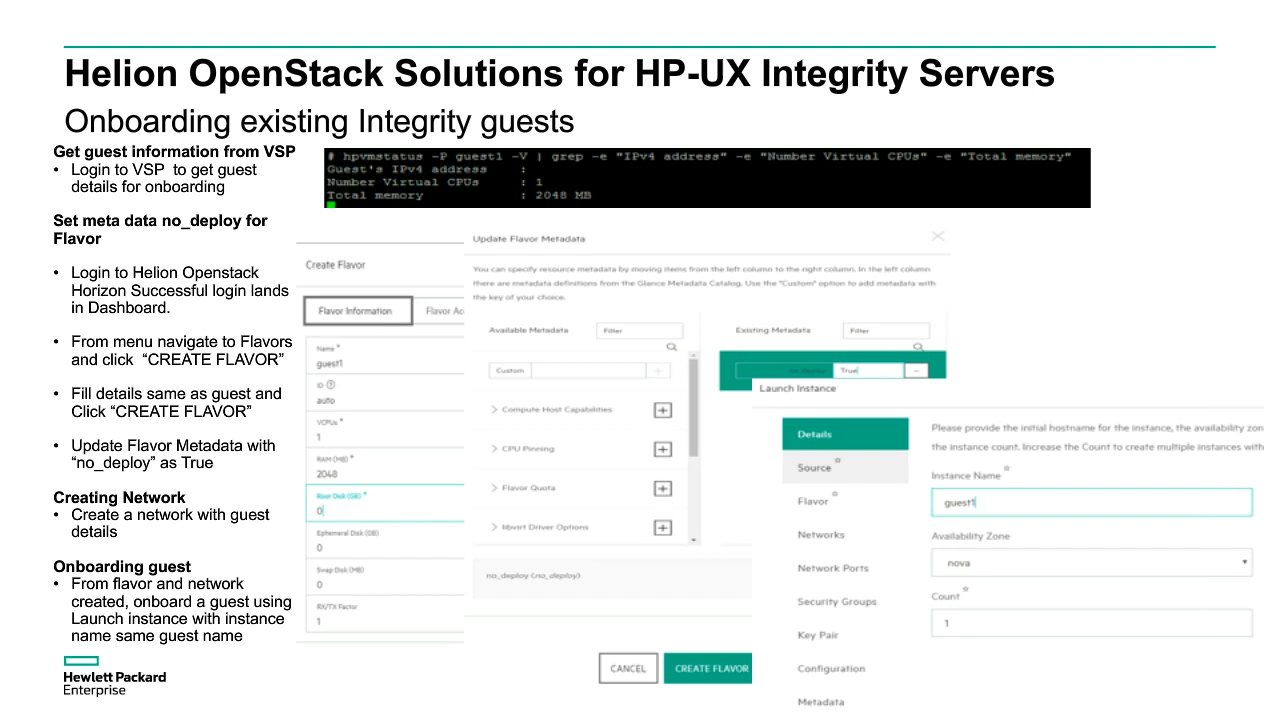 Helion OpenStack Solutions for HP-UX Integrity Servers
Onboarding existing Integrity guests
Get guest information from VSP
• Login to VSP to get guest
details for onboarding
Set meta data no_deploy for
Flavor
• Login to Helion Openstack
Horizon Successful login lands
in Dashboard.
• From menu navigate to Flavors
and click “CREATE FLAVOR”
• Fill details same as guest and
Click “CREATE FLAVOR”
• Update Flavor Metadata with
“no_deploy” as True
Creating Network
• Create a network with guest
details
Onboarding guest
• From flavor and network
created, onboard a guest using
Launch instance with instance
name same guest name
# hpvmstatus -P guest1 -V | grep -e "IPv4 address" -e "Number Virtual CPUs" -e "Total memory"
Guest's IPv4 address :
Number Virtual CPUs : 1
Total memory : 2048 MB
Create Flavor
Flavor Information
Flavor Ac
Name *
guest1
ID
auto
VCPUs *
1
RAM (MB) *
2048
Root Disk (GB) *
0
Ephemeral Disk (GB)
0
Swap Disk (MB)
0
RX/TX Factor
1
Update Flavor Metadata
You can specify resource metadata by moving items from the left column to the right column. In the left column
there are metadata definitions from the Glance Metadata Catalog. Use the "Custom" option to add metadata with
the key of your choice.
Available Metadata
Filter
Custom
Compute Host Capabilities
CPU Pinning
Flavor Quota
libvirt Driver Options
Existing Metadata
Filter
no_deploy
True
no_deploy (no_deploy)
CANCEL
CREATE FLAVOR
Launch Instance
Details
Source *
Flavor *
Networks
Network Ports
Security Groups
Key Pair
Configuration
Metadata
Please provide the initial hostname for the instance, the availability zon
the instance count. Increase the Count to create multiple instances with
Instance Name *
guest1
Availability Zone
nova
Count *
1
Hewlett Packard
Enterprise